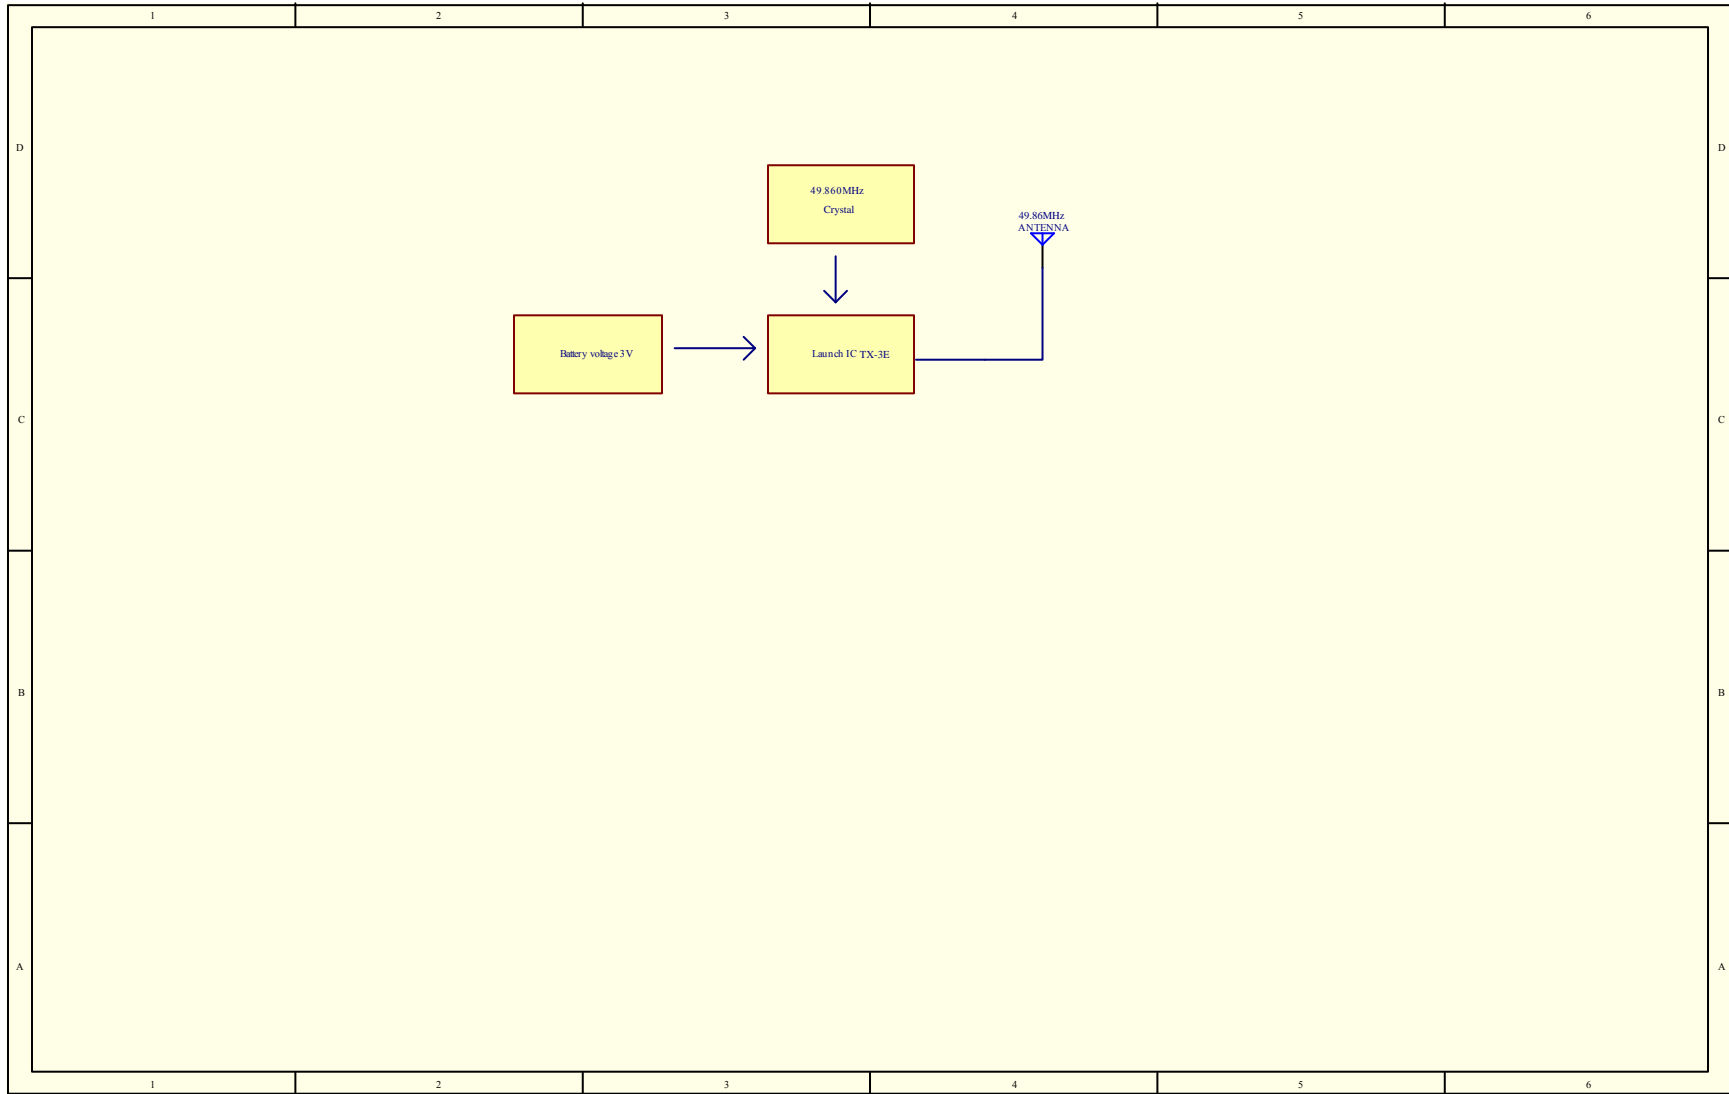 1 2 3 4 5 6
D D
49.860MHz
Crystal
49.86MHz
ANTENNA
Battery voltage 3V
Launch IC TX-3E
C C
B B
A A
1 2 3 4 5 6